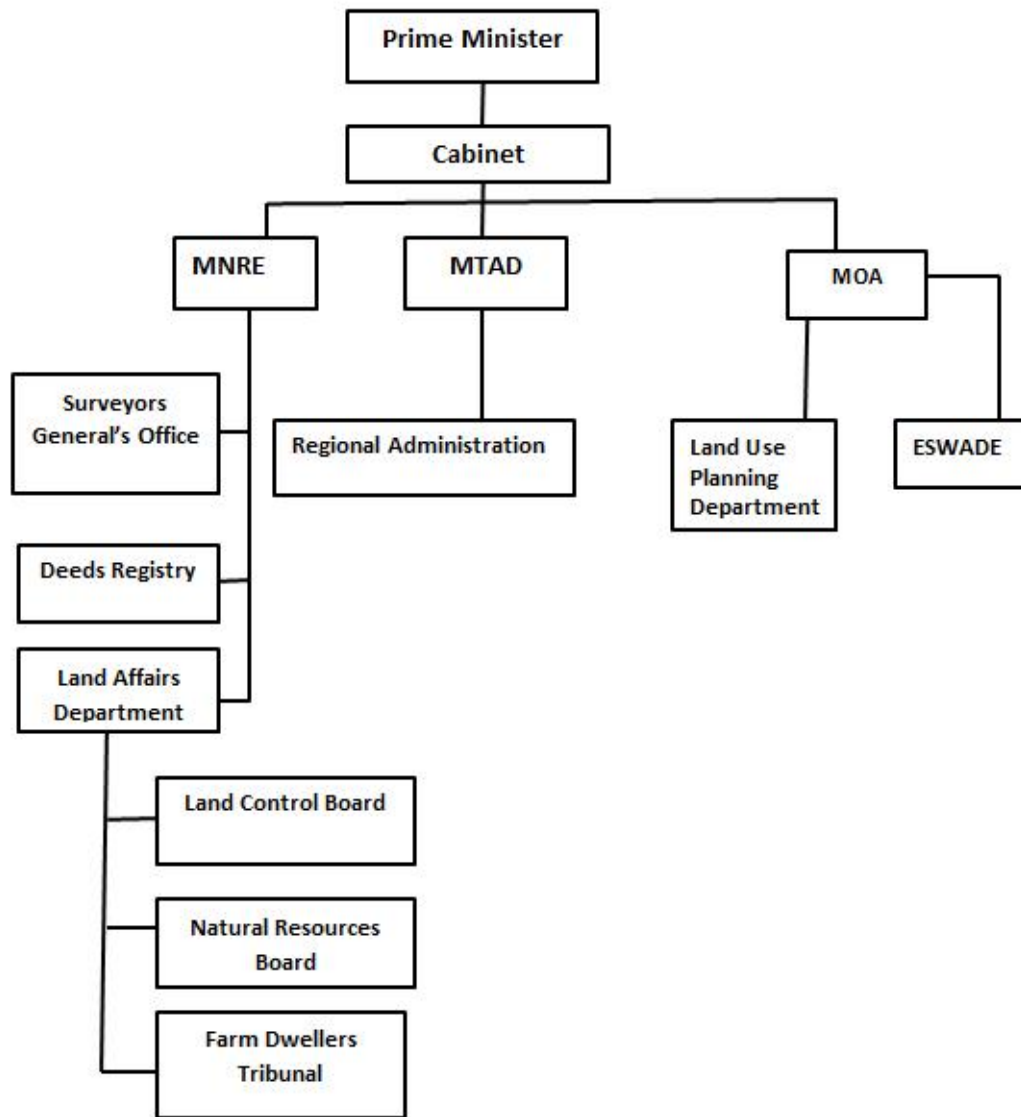 Prime Minister
Cabinet
MNRE
MTAD
MOA
Surveyors
General’s Office
Regional Administration
Land Use
Planning
Department
ESWADE
Deeds Registry
Land Affairs
Department
Land Control Board
Natural Resources
Board
Farm Dwellers
Tribunal